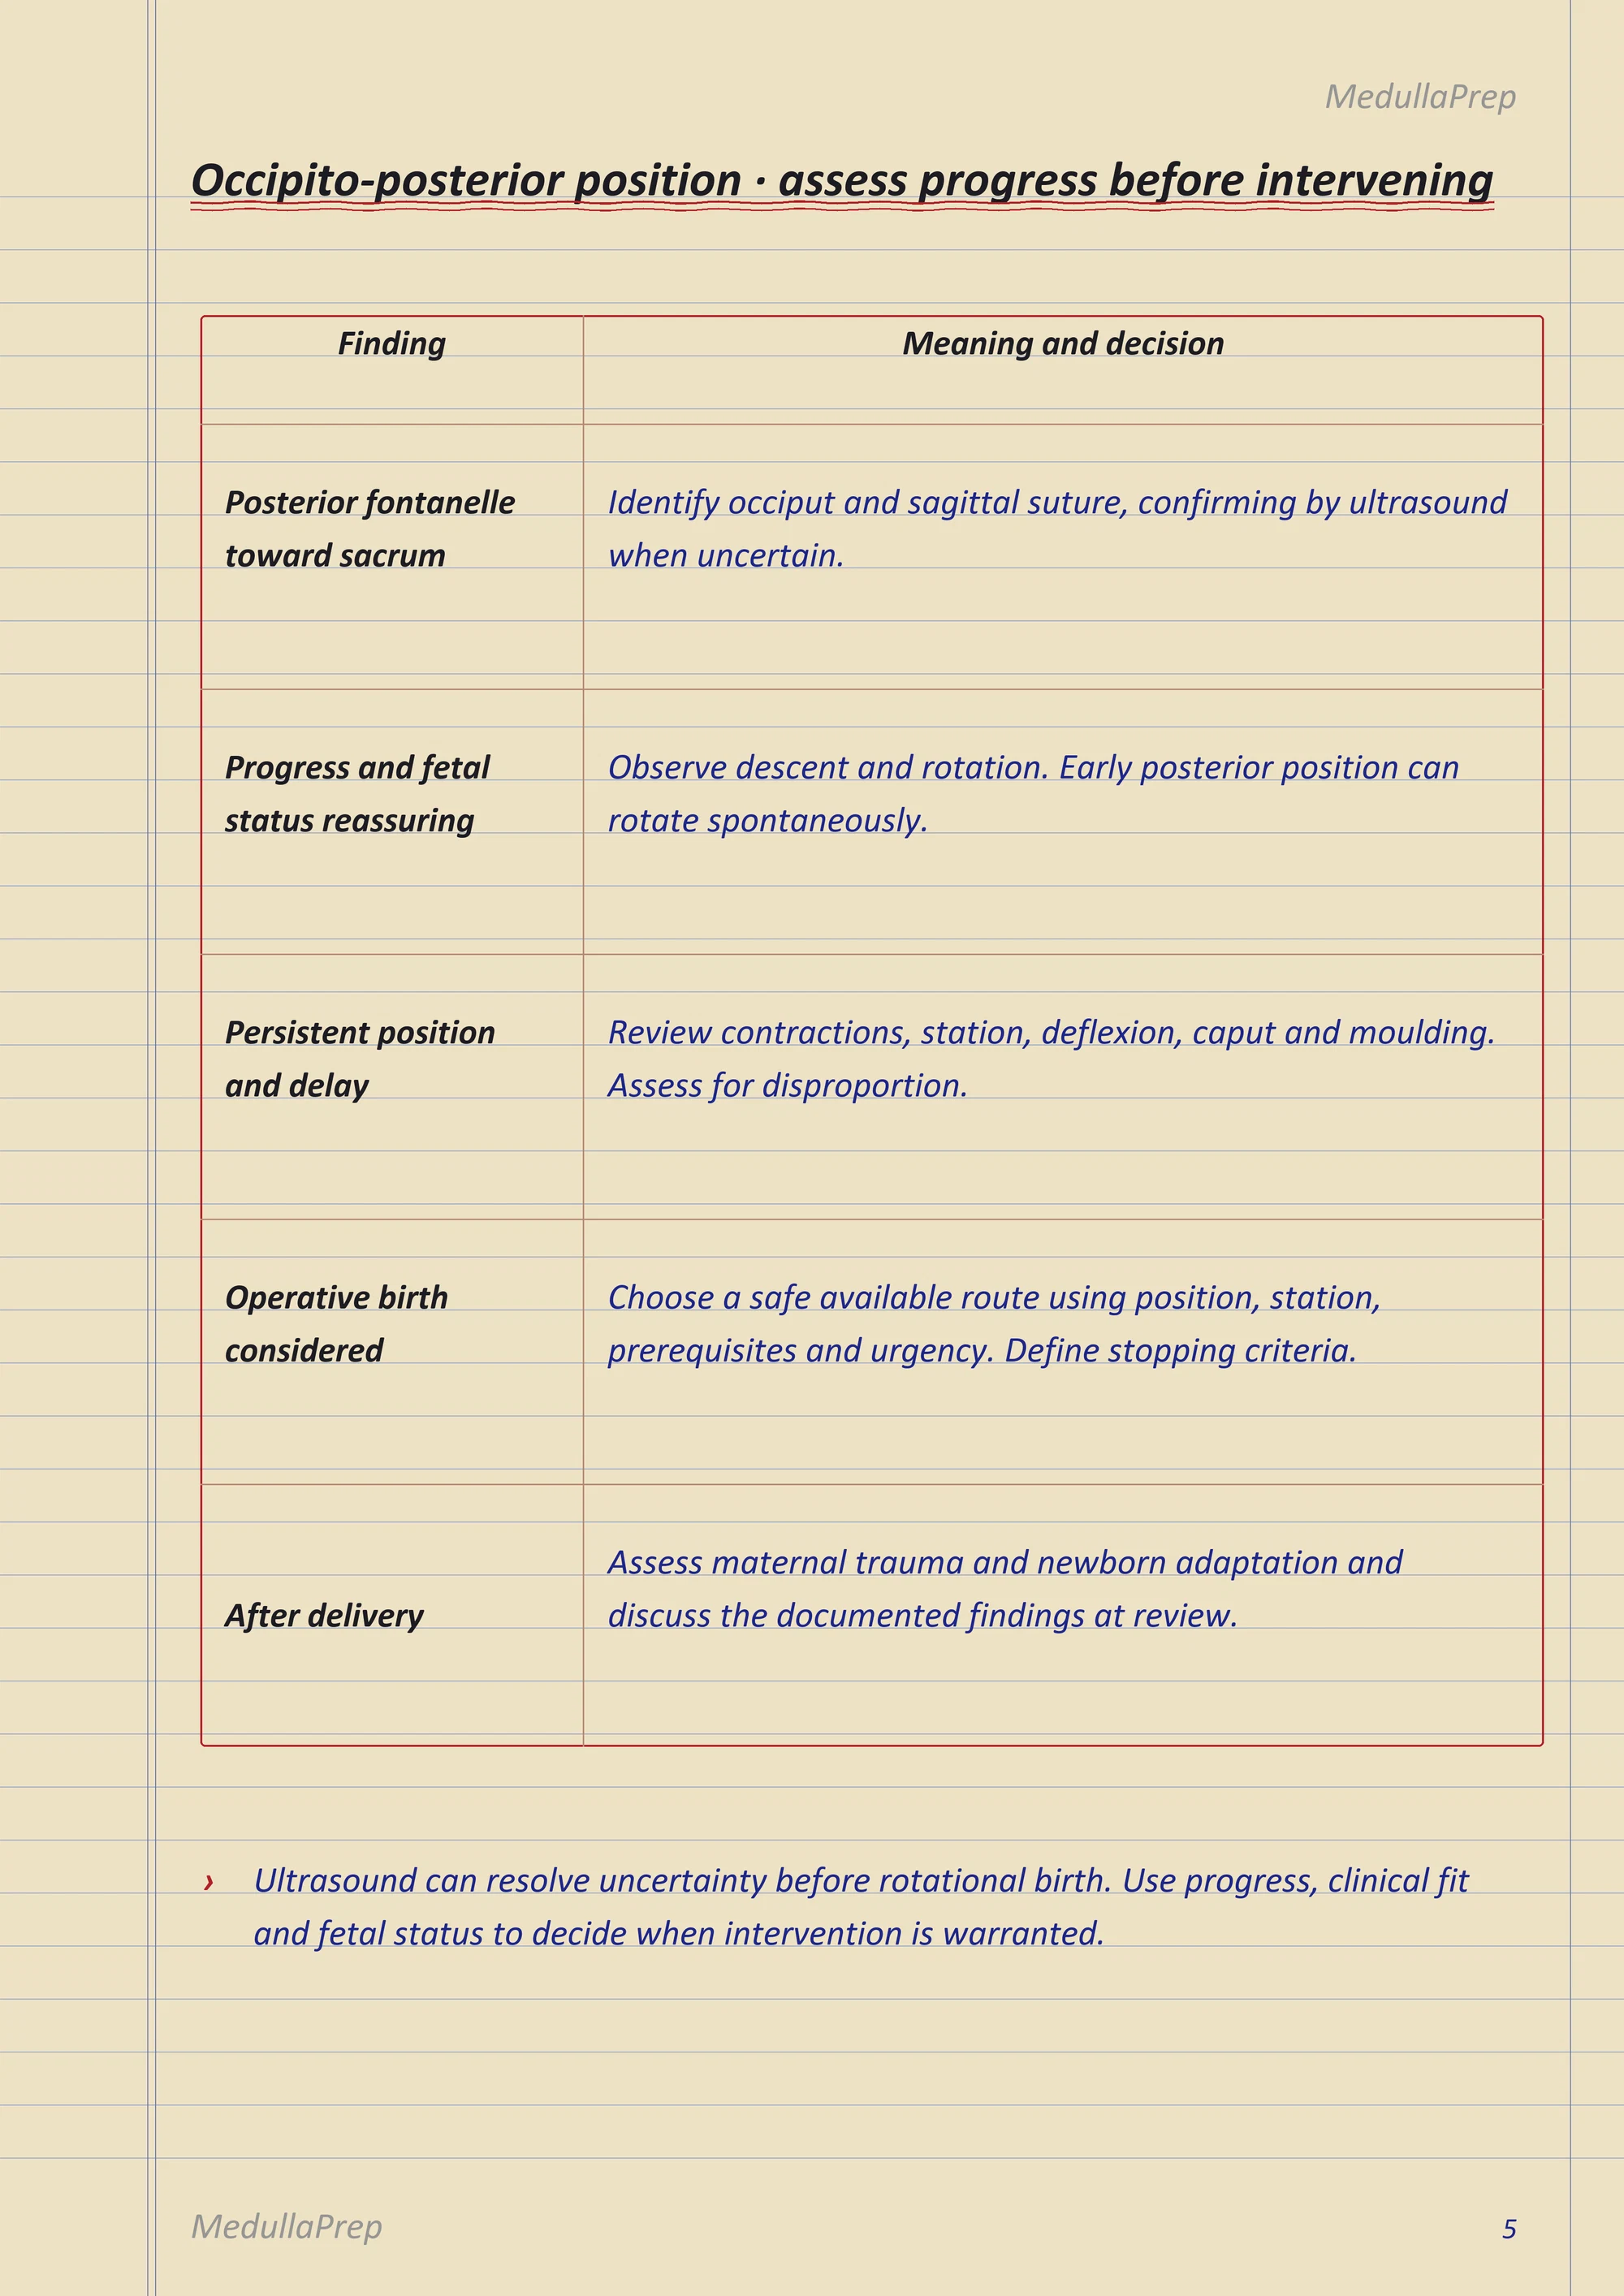 MedullaPrep
Occipito-posterior position · assess progress before intervening
Finding
Meaning and decision
Posterior fontanelle
toward sacrum
Identify occiput and sagittal suture, confirming by ultrasound
when uncertain.
Progress and fetal
status reassuring
Observe descent and rotation. Early posterior position can
rotate spontaneously.
Persistent position
and delay
Review contractions, station, deflexion, caput and moulding.
Assess for disproportion.
Operative birth
considered
Choose a safe available route using position, station,
prerequisites and urgency. Define stopping criteria.
After delivery
Assess maternal trauma and newborn adaptation and
discuss the documented findings at review.
› Ultrasound can resolve uncertainty before rotational birth. Use progress, clinical fit
and fetal status to decide when intervention is warranted.
MedullaPrep
5